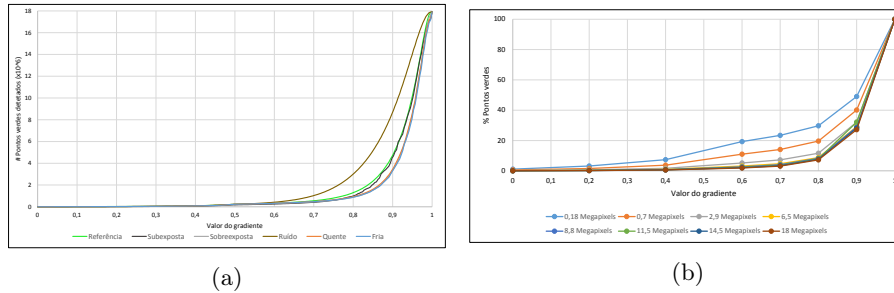 18
16
14
12
10
8
6
4
2
0
# Pontos verdes detetados (x10^6)
0 0,1 0,2 0,3 0,4 0,5 0,6 0,7 0,8 0,9 1
Valor do gradiente
Referência Subexposta Sobreexposta Ruído Quente Fria
(a)
100
80
60
40
20
0
% Pontos verdes
0 0,1 0,2 0,3 0,4 0,5 0,6 0,7 0,8 0,9 1
Valor do gradiente
0,18 Megapixels 0,7 Megapixels 2,9 Megapixels 6,5 Megapixels
8,8 Megapixels 11,5 Megapixels 14,5 Megapixels 18 Megapixels
(b)